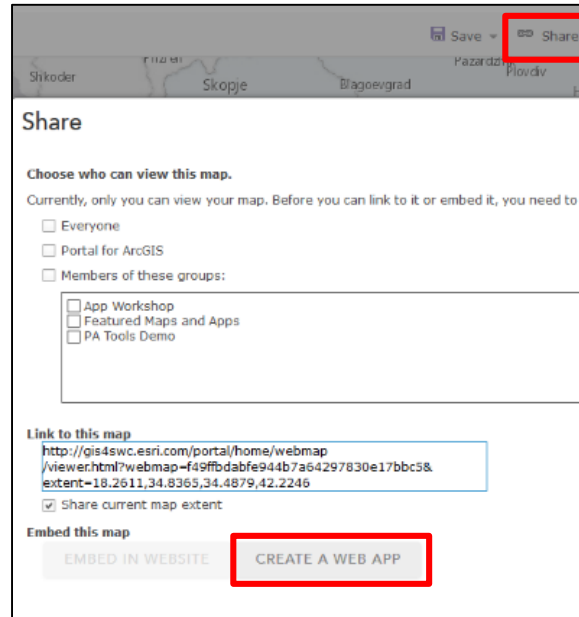 Save Share
Pazardzh
Shkoder Skopje Blagoevgrad Plovdiv
Share
Choose who can view this map.
Currently, only you can view your map. Before you can link to it or embed it, you need to
Everyone
Portal for ArcGIS
Members of these groups:
App Workshop
Featured Maps and Apps
PA Tools Demo
Link to this map
http://gis4swc.esri.com/portal/home/webmap
/viewer.html?webmap=f49ffbdabfe944b7a64297830e17bbc5&
extent=18.2611,34.8365,34.4879,42.2246
Share current map extent
Embed this map
EMBED IN WEBSITE CREATE A WEB APP